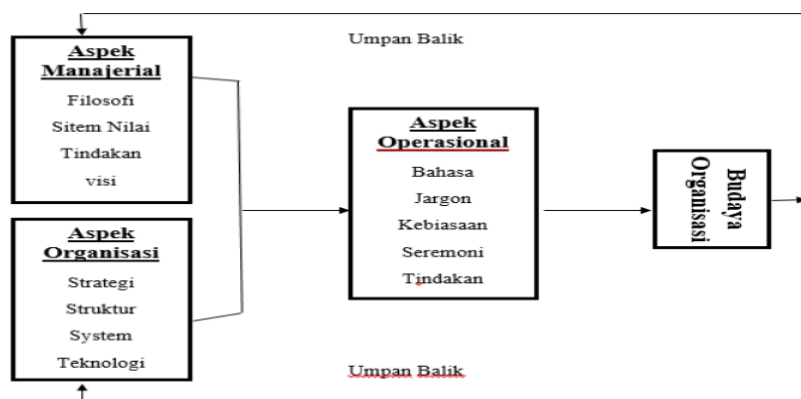 Umpan Balik
Aspek
Manajerial
Filosofi
Sitem Nilai
Tindakan
visi
Aspek
Organisasi
Strategi
Struktur
System
Teknologi
Aspek
Operasional
Bahasa
Jargon
Kebiasaan
Seremoni
Tindakan
Budaya
Organisasi
Umpan Balik